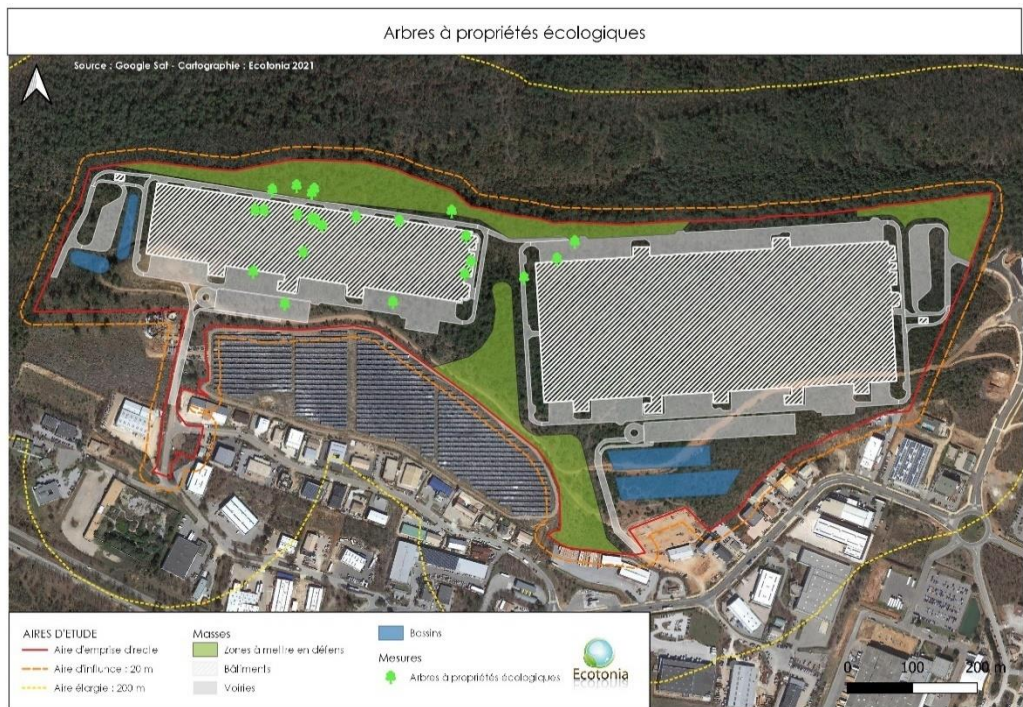 Arbres à propriétés écologiques
Source : Google Sat - Cartographie : Ecotonia 2021
AIRES D'ETUDE
Aire d'emprise directe
Aire d'influnce : 20 m
Aire élargie : 200 m
Masses
Zones à mettre en défens
Bâtiments
Voiries
Bassins
Mesures
Arbres à propriétés écologiques
Ecotonia
0 100 200 m